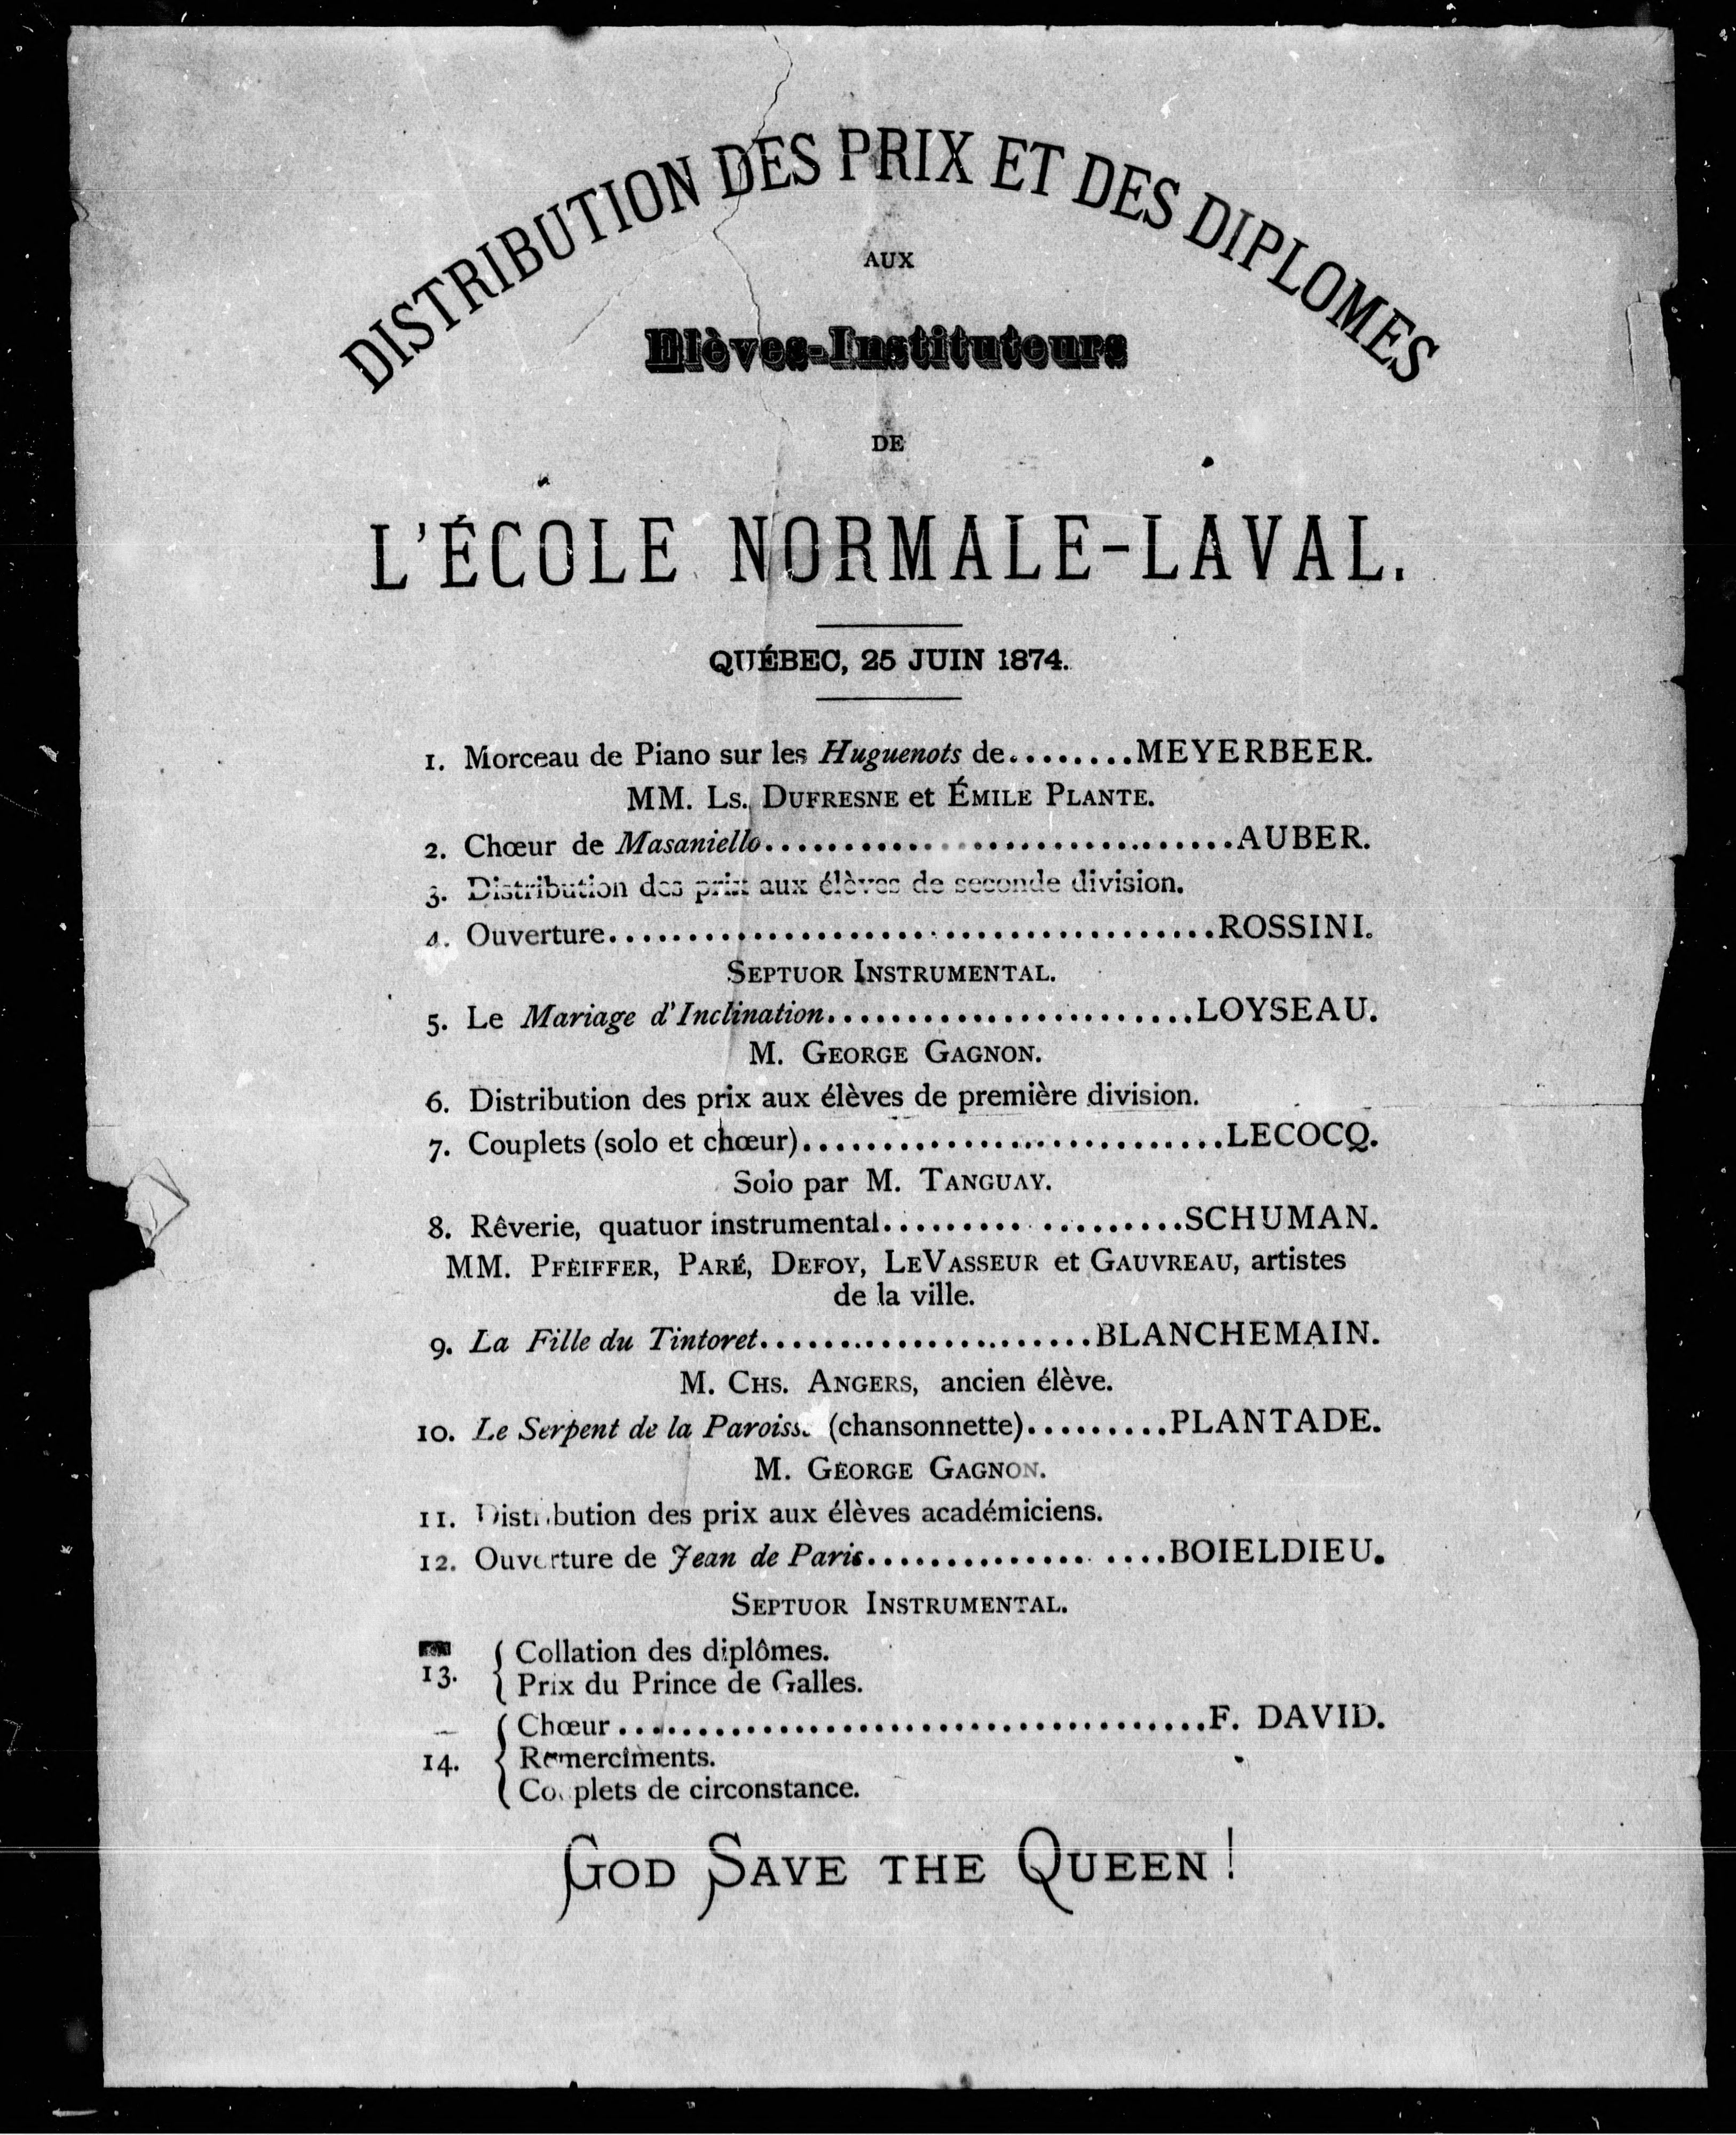 DISTRIBUTION DES PRIX ET DES DIPLOMES
AUX
Elèves-Instituteurs
DE
L'ÉCOLE NORMALE-LAVAL.
QUÉBEC, 25 JUIN 1874.
1. Morceau de Piano sur les Huguenots de........MEYERBEER.
MM. Ls. Dufresne et Émile Plante.
2. Chœur de Masaniello..............................AUBER.
3. Distribution des prix aux élèves de seconde division.
4. Ouverture.......................................ROSSINI.
Septuor Instrumental.
5. Le Mariage d'Inclination........................LOYSEAU.
M. George Gagnon.
6. Distribution des prix aux élèves de première division.
7. Couplets (solo et chœur)...........................LECOCQ.
Solo par M. Tanguay.
8. Rêverie, quatuor instrumental...................SCHUMAN.
MM. Pfeiffer, Paré, Defoy, LeVasseur et Gauvreau, artistes
de la ville.
9. La Fille du Tintoret.....................BLANCHEMAIN.
M. Chs. Angers, ancien élève.
10. Le Serpent de la Paroisse (chansonnette).........PLANTADE.
M. George Gagnon.
11. Distribution des prix aux élèves académiciens.
12. Ouverture de Jean de Paris...................BOIELDIEU.
Septuor Instrumental.
13. { Collation des diplômes.
Prix du Prince de Galles.
14. { Chœur......................................F. DAVID.
Remercîments.
Couplets de circonstance.
God Save the Queen!